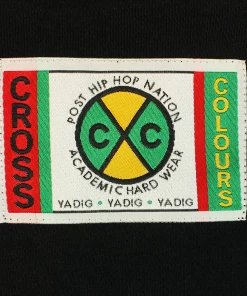 CROSS
POST HIP HOP NATION
C C
ACADEMIC HARD WEAR
YADIG • YADIG • YADIG
COLOURS